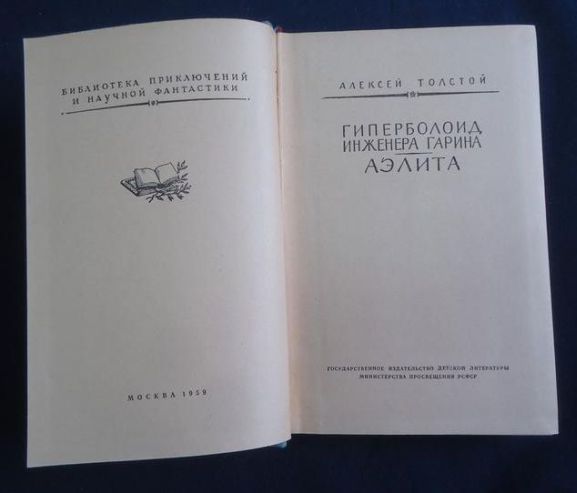 БИБЛИОТЕКА ПРИКЛЮЧЕНИЙ
И НАУЧНОЙ ФАНТАСТИКИ
МОСКВА 1959
АЛЕКСЕЙ ТОЛСТОЙ
ГИПЕРБОЛОИД
ИНЖЕНЕРА ГАРИНА
АЭЛИТА
ГОСУДАРСТВЕННОЕ ИЗДАТЕЛЬСТВО ДЕТСКОЙ ЛИТЕРАТУРЫ
МИНИСТЕРСТВА ПРОСВЕЩЕНИЯ РСФСР